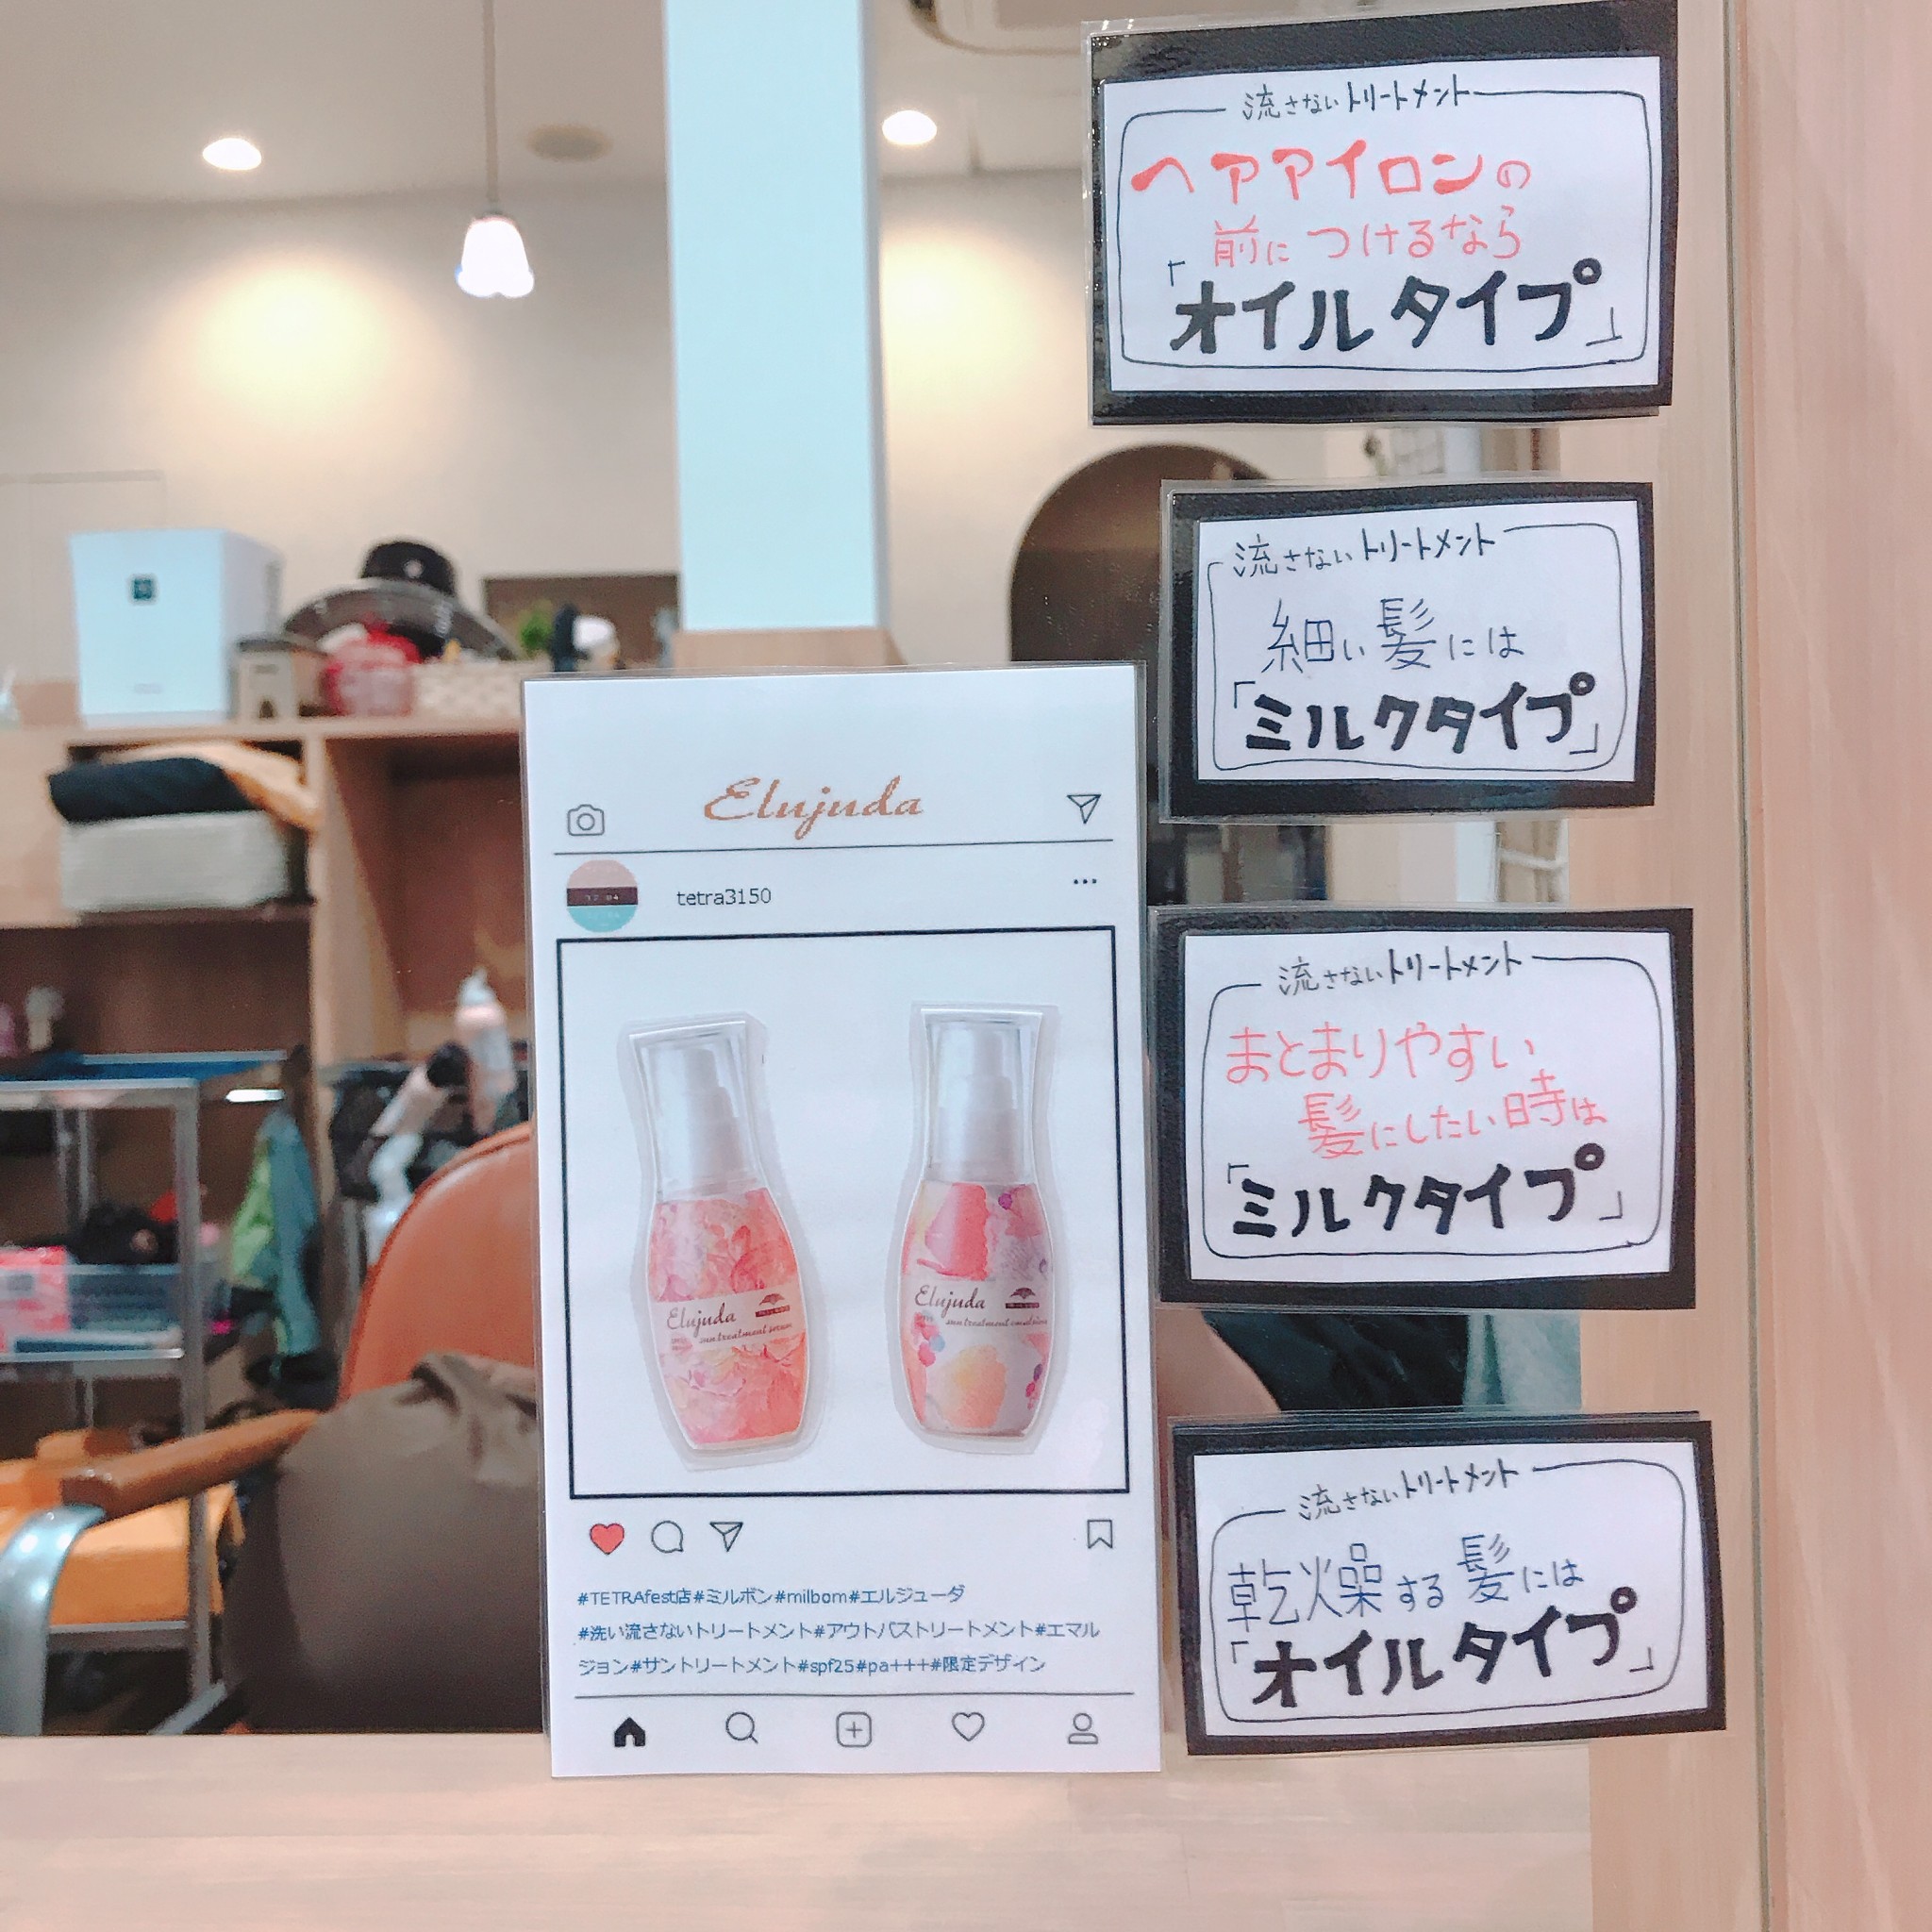 流さないトリートメント
ヘアアイロンの
前につけるなら
「オイルタイプ」
流さないトリートメント
細い髪には
「ミルクタイプ」
流さないトリートメント
まとまりやすい
髪にしたい時は
「ミルクタイプ」
流さないトリートメント
乾燥する髪には
「オイルタイプ」
Elujuda
tetra3150
Elujuda
sun treatment serum
Elujuda
sun treatment emulsion
#TETRAfest店#ミルボン#milbom#エルジューダ
#洗い流さないトリートメント#アウトバストリートメント#エマル
ジョン#サントリートメント#spf25#pa+++#限定デザイン